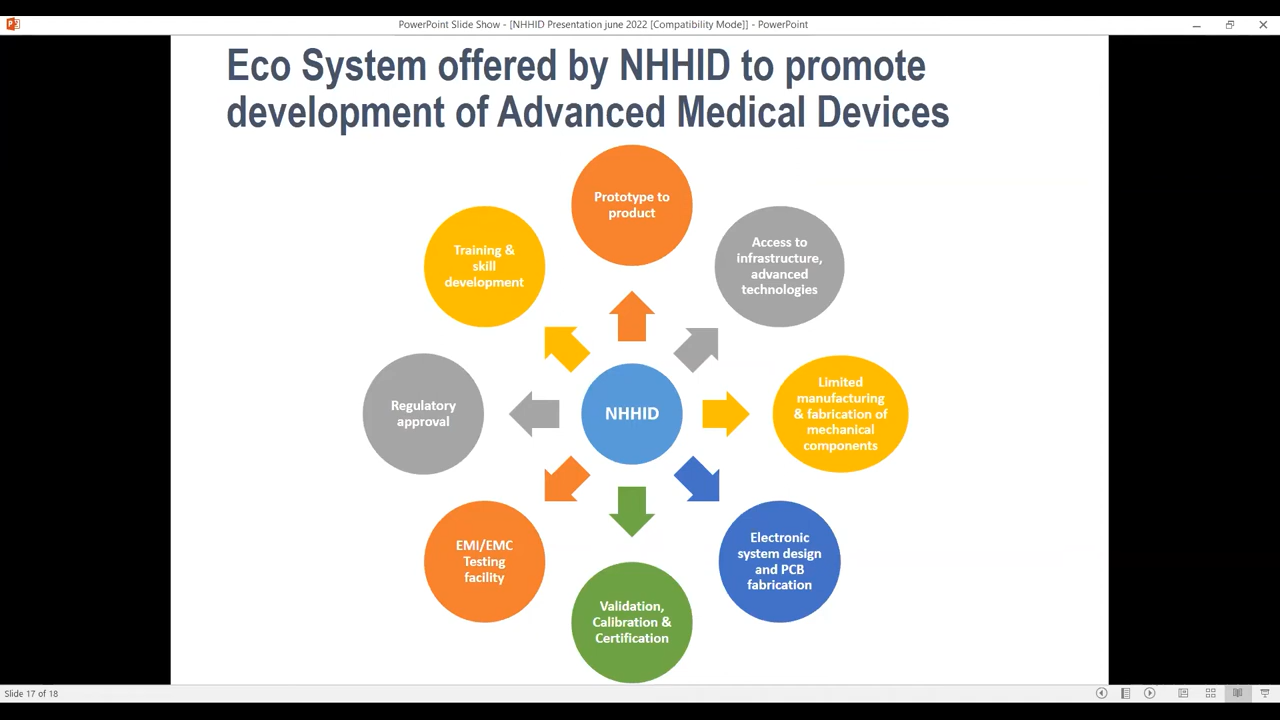 PowerPoint Slide Show - [NHHID Presentation june 2022 [Compatibility Mode]] - PowerPoint
Eco System offered by NHHID to promote
development of Advanced Medical Devices
Prototype to
product
Access to
infrastructure,
advanced
technologies
Limited
manufacturing
& fabrication of
mechanical
components
Electronic
system design
and PCB
fabrication
Validation,
Calibration &
Certification
EMI/EMC
Testing
facility
Regulatory
approval
Training &
skill
development
NHHID
Slide 17 of 18